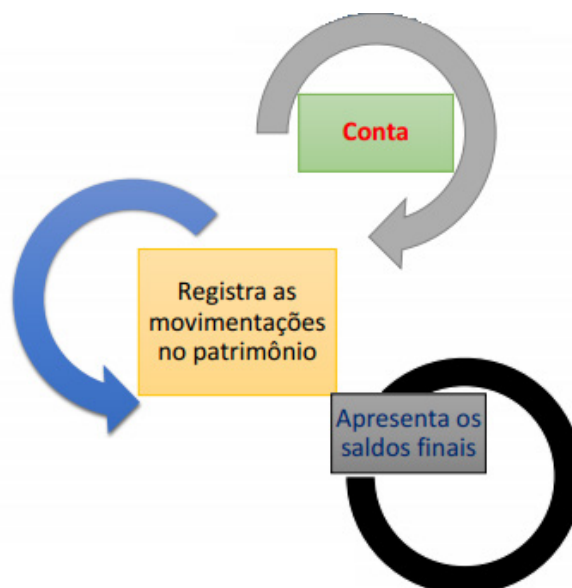 Conta
Registra as
movimentações
no patrimônio
Apresenta os
saldos finais